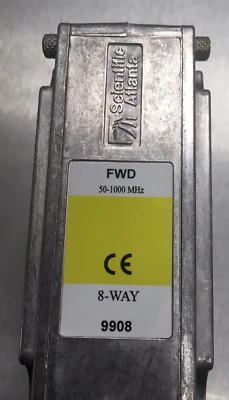 Scientific
Atlanta
FWD
50-1000 MHz
CE
8-WAY
9908